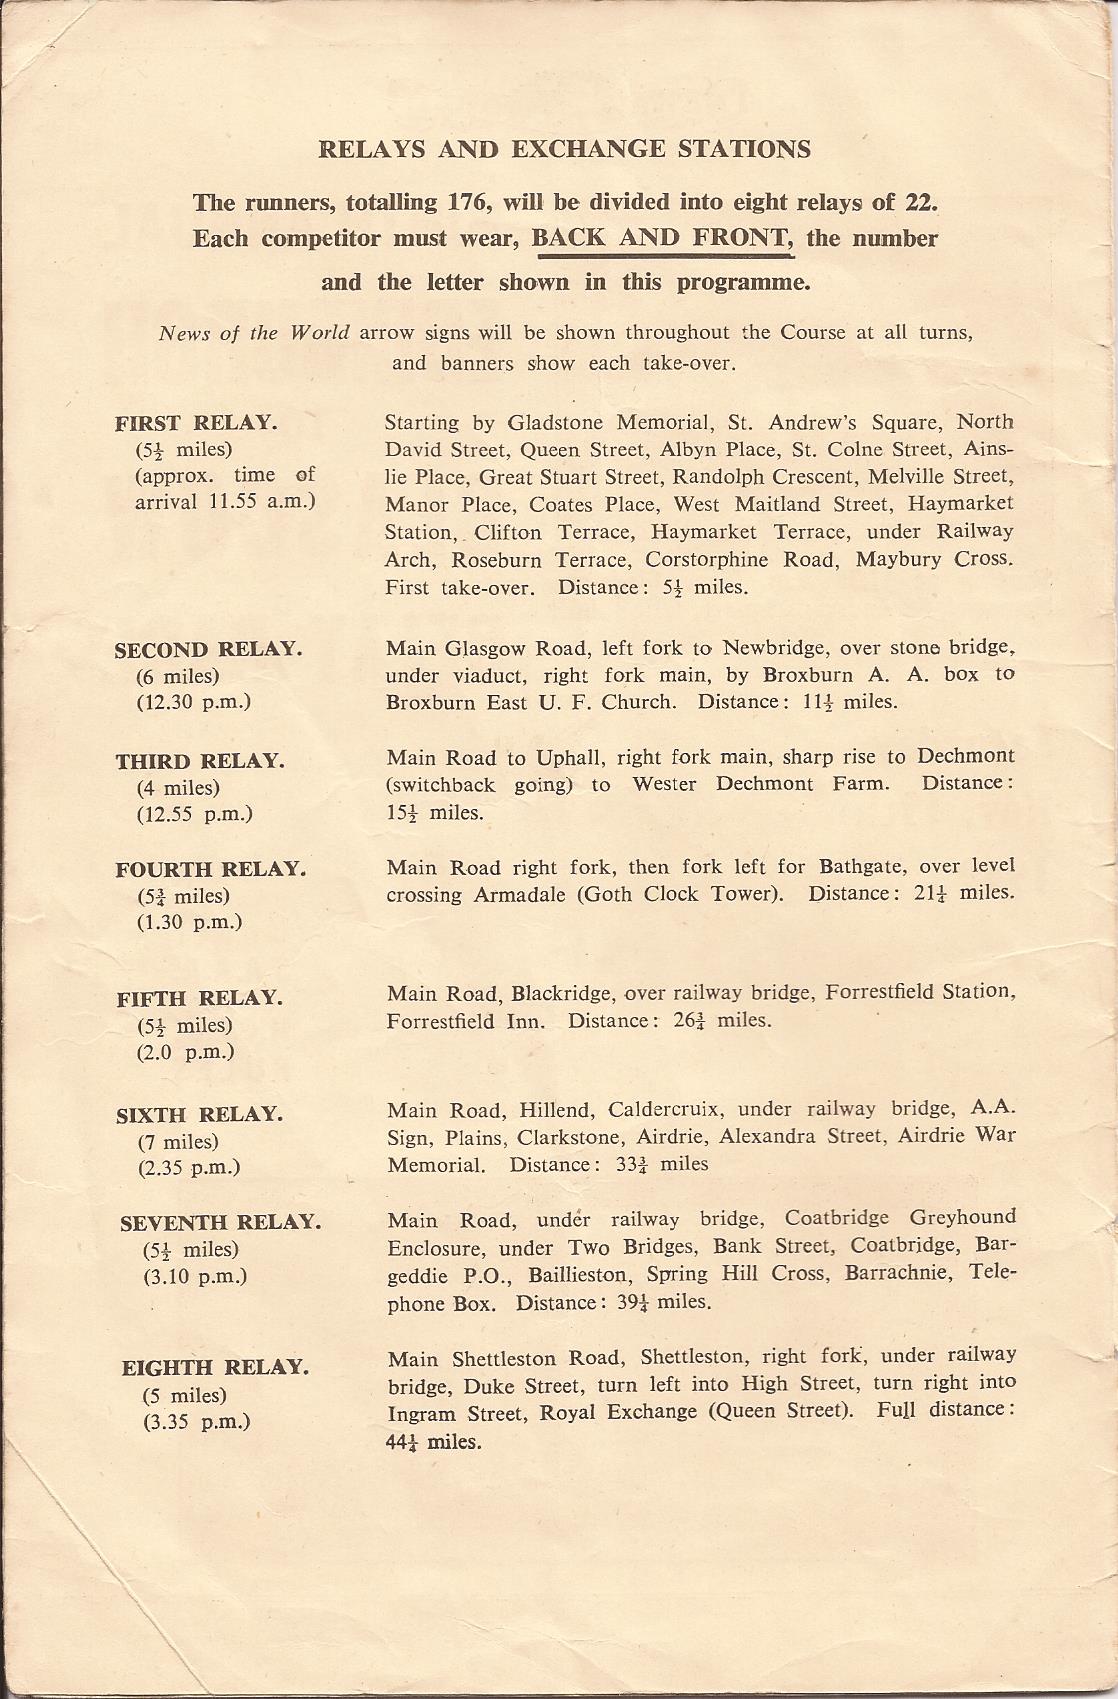 RELAYS AND EXCHANGE STATIONS
The runners, totalling 176, will be divided into eight relays of 22.
Each competitor must wear, BACK AND FRONT, the number
and the letter shown in this programme.
News of the World arrow signs will be shown throughout the Course at all turns,
and banners show each take-over.
FIRST RELAY.
(5½ miles)
(approx. time of
arrival 11.55 a.m.)
Starting by Gladstone Memorial, St. Andrew's Square, North
David Street, Queen Street, Albyn Place, St. Colne Street, Ains-
lie Place, Great Stuart Street, Randolph Crescent, Melville Street,
Manor Place, Coates Place, West Maitland Street, Haymarket
Station, Clifton Terrace, Haymarket Terrace, under Railway
Arch, Roseburn Terrace, Corstorphine Road, Maybury Cross.
First take-over. Distance: 5½ miles.
SECOND RELAY.
(6 miles)
(12.30 p.m.)
Main Glasgow Road, left fork to Newbridge, over stone bridge,
under viaduct, right fork main, by Broxburn A. A. box to
Broxburn East U. F. Church. Distance: 11½ miles.
THIRD RELAY.
(4 miles)
(12.55 p.m.)
Main Road to Uphall, right fork main, sharp rise to Dechmont
(switchback going) to Wester Dechmont Farm. Distance:
15½ miles.
FOURTH RELAY.
(5¾ miles)
(1.30 p.m.)
Main Road right fork, then fork left for Bathgate, over level
crossing Armadale (Goth Clock Tower). Distance: 21¼ miles.
FIFTH RELAY.
(5½ miles)
(2.0 p.m.)
Main Road, Blackridge, over railway bridge, Forrestfield Station,
Forrestfield Inn. Distance: 26¾ miles.
SIXTH RELAY.
(7 miles)
(2.35 p.m.)
Main Road, Hillend, Caldercruix, under railway bridge, A.A.
Sign, Plains, Clarkstone, Airdrie, Alexandra Street, Airdrie War
Memorial. Distance: 33¾ miles
SEVENTH RELAY.
(5½ miles)
(3.10 p.m.)
Main Road, under railway bridge, Coatbridge Greyhound
Enclosure, under Two Bridges, Bank Street, Coatbridge, Bar-
geddie P.O., Baillieston, Spring Hill Cross, Barrachnie, Tele-
phone Box. Distance: 39¼ miles.
EIGHTH RELAY.
(5 miles)
(3.35 p.m.)
Main Shettleston Road, Shettleston, right fork, under railway
bridge, Duke Street, turn left into High Street, turn right into
Ingram Street, Royal Exchange (Queen Street). Full distance:
44¼ miles.